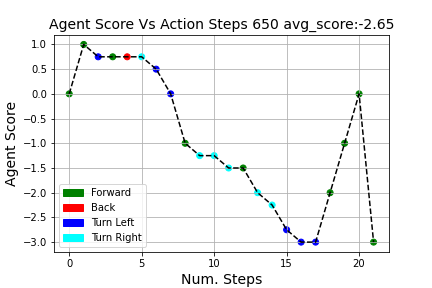 Agent Score Vs Action Steps 650 avg_score:-2.65
Agent Score
1.0
0.5
0.0
−0.5
−1.0
−1.5
−2.0
−2.5
−3.0
Forward
Back
Turn Left
Turn Right
0 5 10 15 20
Num. Steps